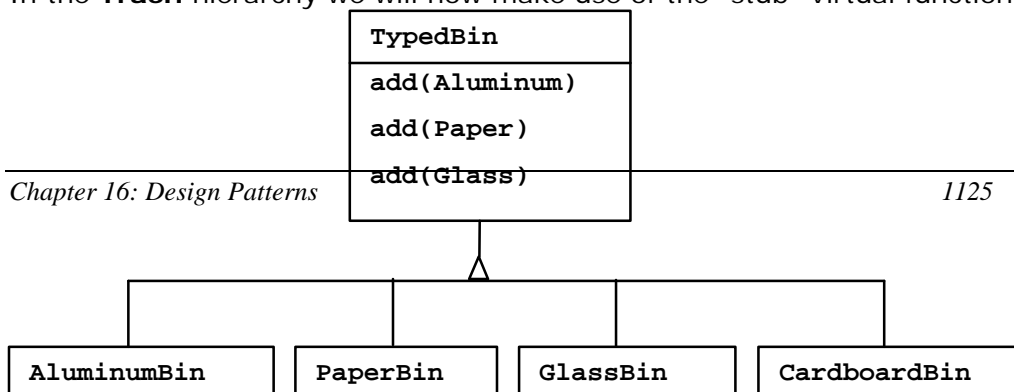 In the Trash hierarchy we will now make use of the "stub" virtual function
TypedBin
add(Aluminum)
add(Paper)
add(Glass)
Chapter 16: Design Patterns 1125
AluminumBin PaperBin GlassBin CardboardBin